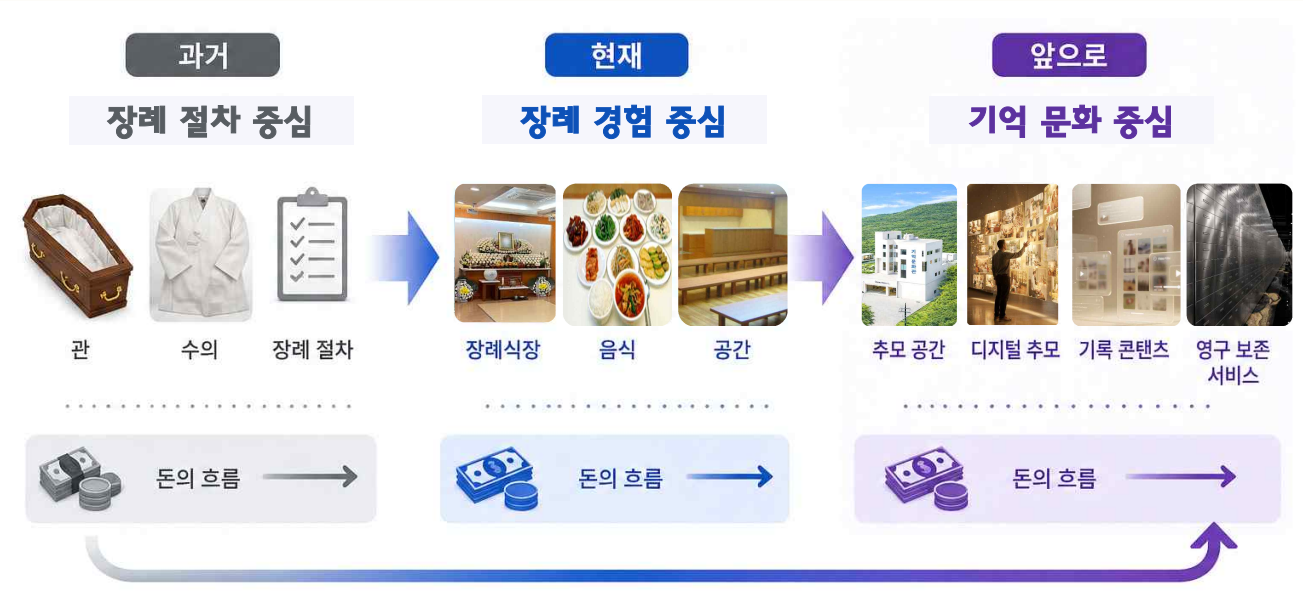 과거
현재
앞으로
장례 절차 중심
장례 경험 중심
기억 문화 중심
관
수의
장례 절차
장례식장
음식
공간
추모 공간
디지털 추모
기록 콘텐츠
영구 보존
서비스
돈의 흐름
돈의 흐름
돈의 흐름